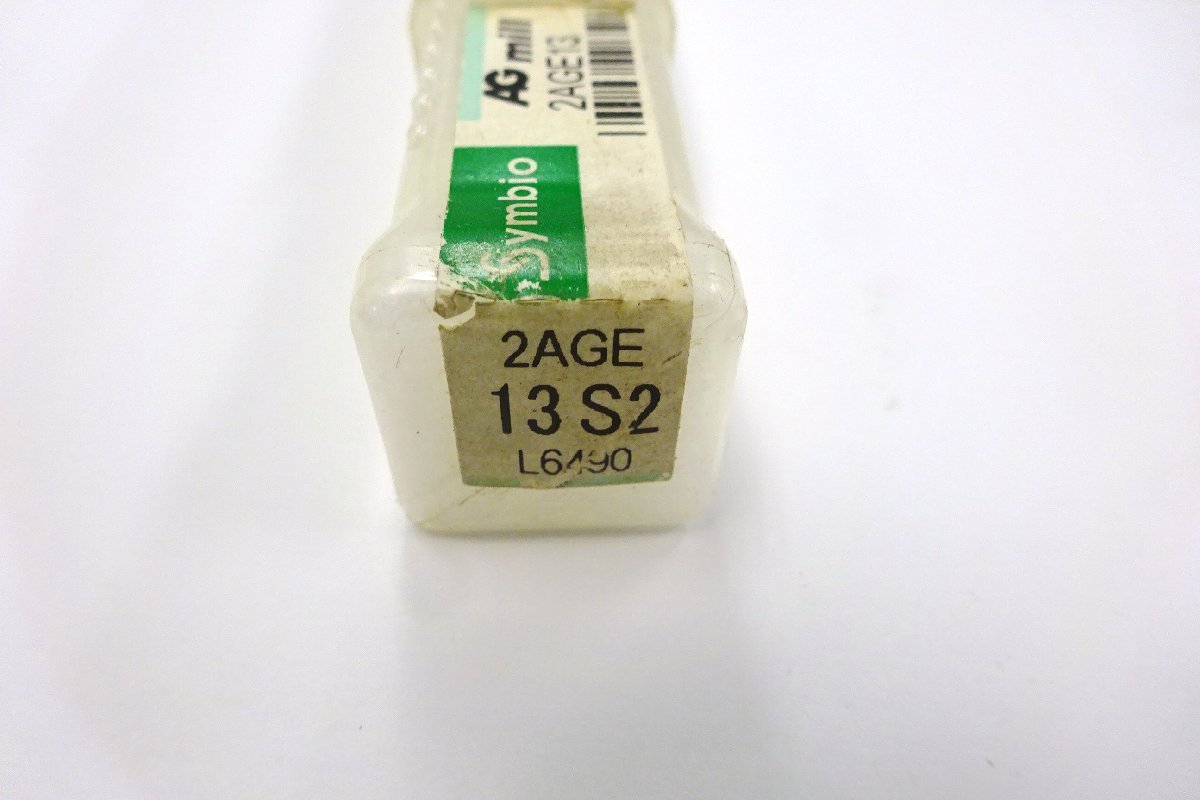 AG mill
2AGE13
Symbio
2AGE
13 S2
L6490